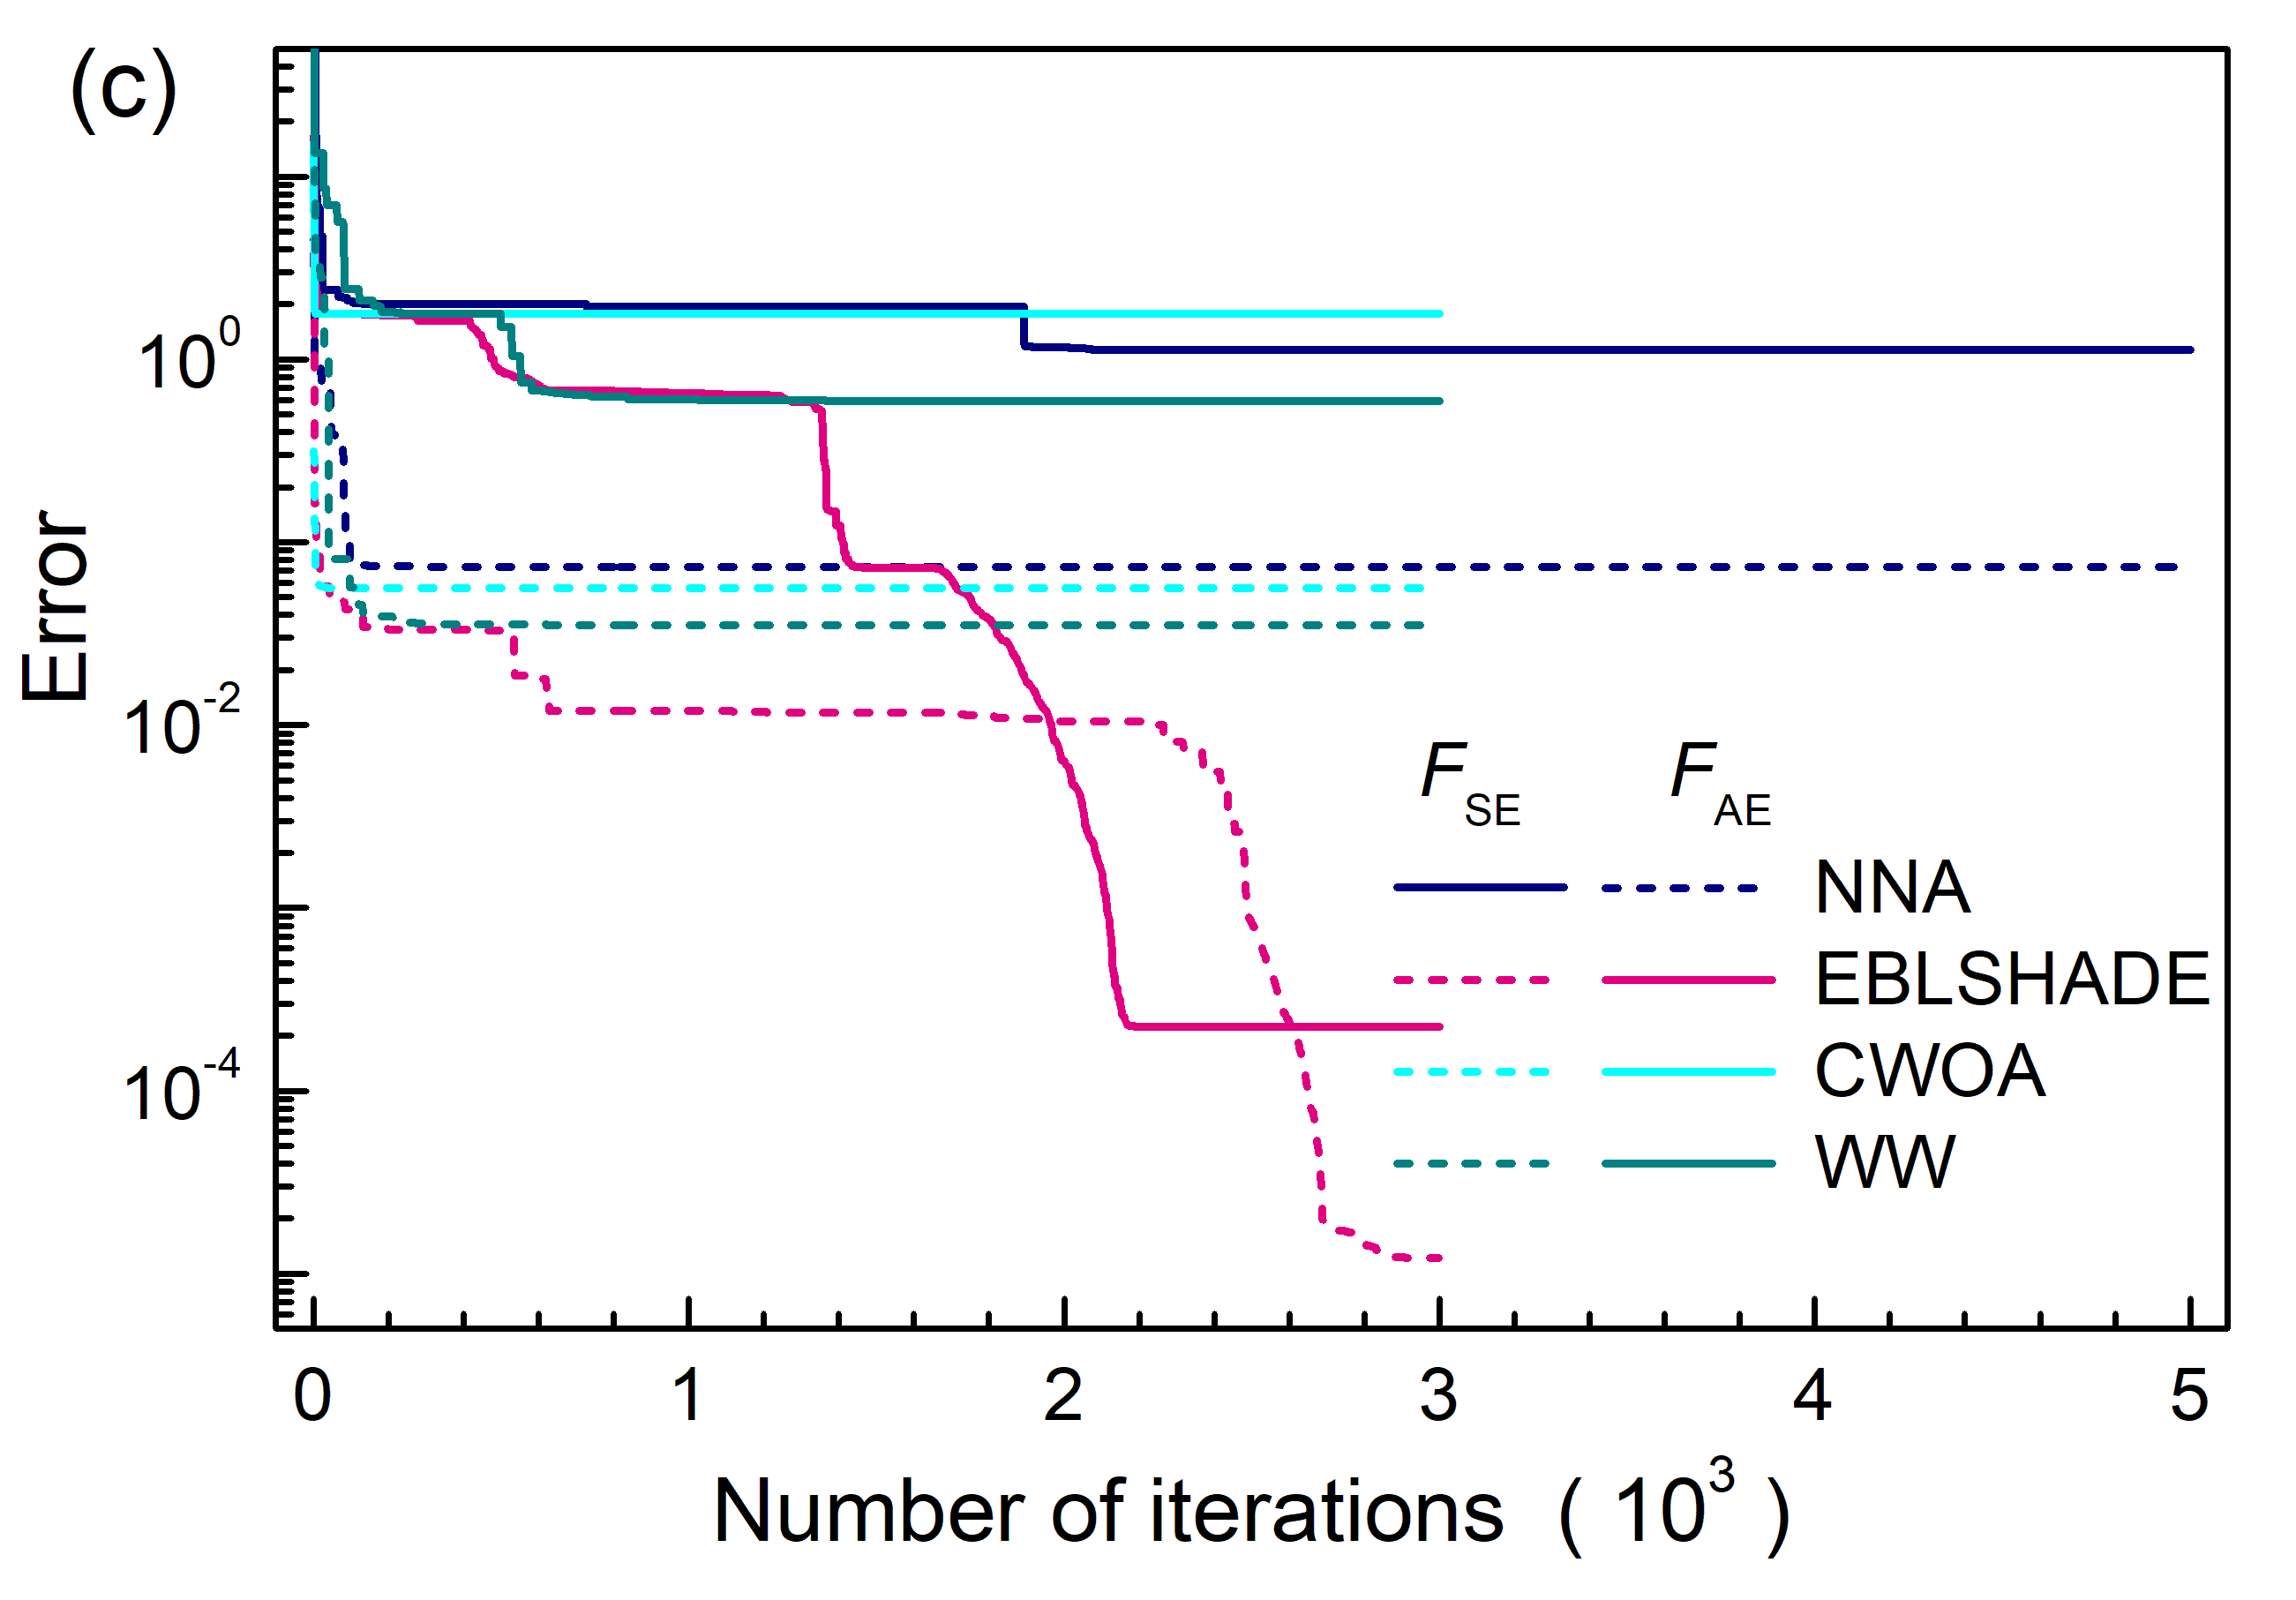 (c)
Error
10^0
10^-2
10^-4
F_SE F_AE
NNA
EBLSHADE
CWOA
WW
0 1 2 3 4 5
Number of iterations ( 10^3 )